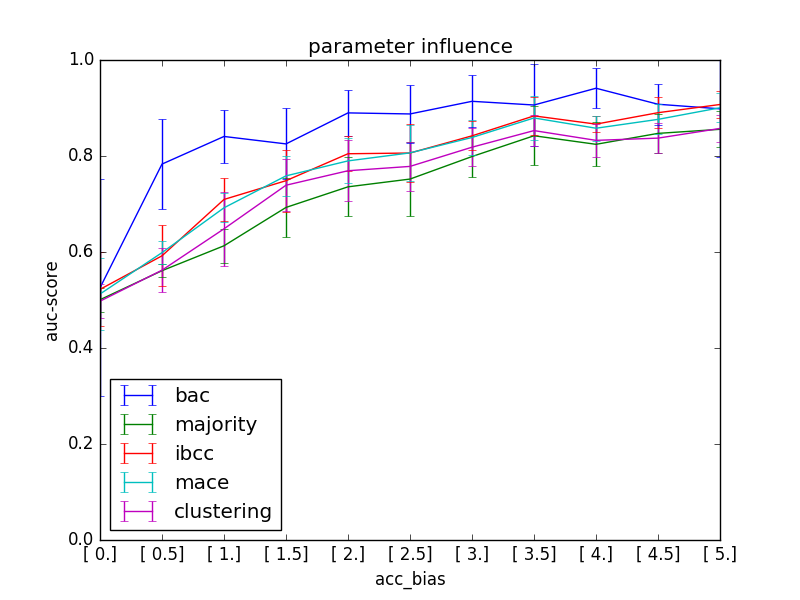 parameter influence
1.0
0.8
0.6
0.4
0.2
0.0
auc-score
bac
majority
ibcc
mace
clustering
[ 0.] [ 0.5] [ 1.] [ 1.5] [ 2.] [ 2.5] [ 3.] [ 3.5] [ 4.] [ 4.5] [ 5.]
acc_bias